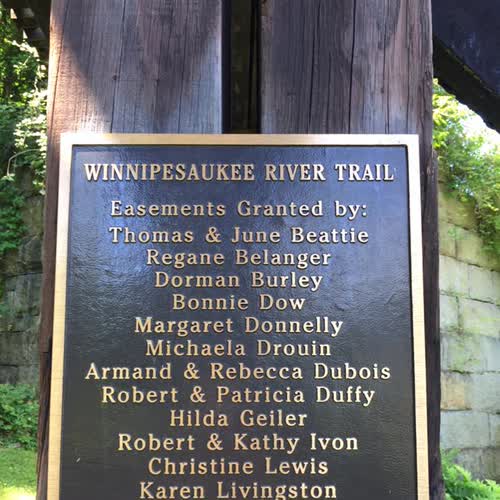 WINNIPESAUKEE RIVER TRAIL
Easements Granted by:
Thomas & June Beattie
Regane Belanger
Dorman Burley
Bonnie Dow
Margaret Donnelly
Michaela Drouin
Armand & Rebecca Dubois
Robert & Patricia Duffy
Hilda Geiler
Robert & Kathy Ivon
Christine Lewis
Karen Livingston